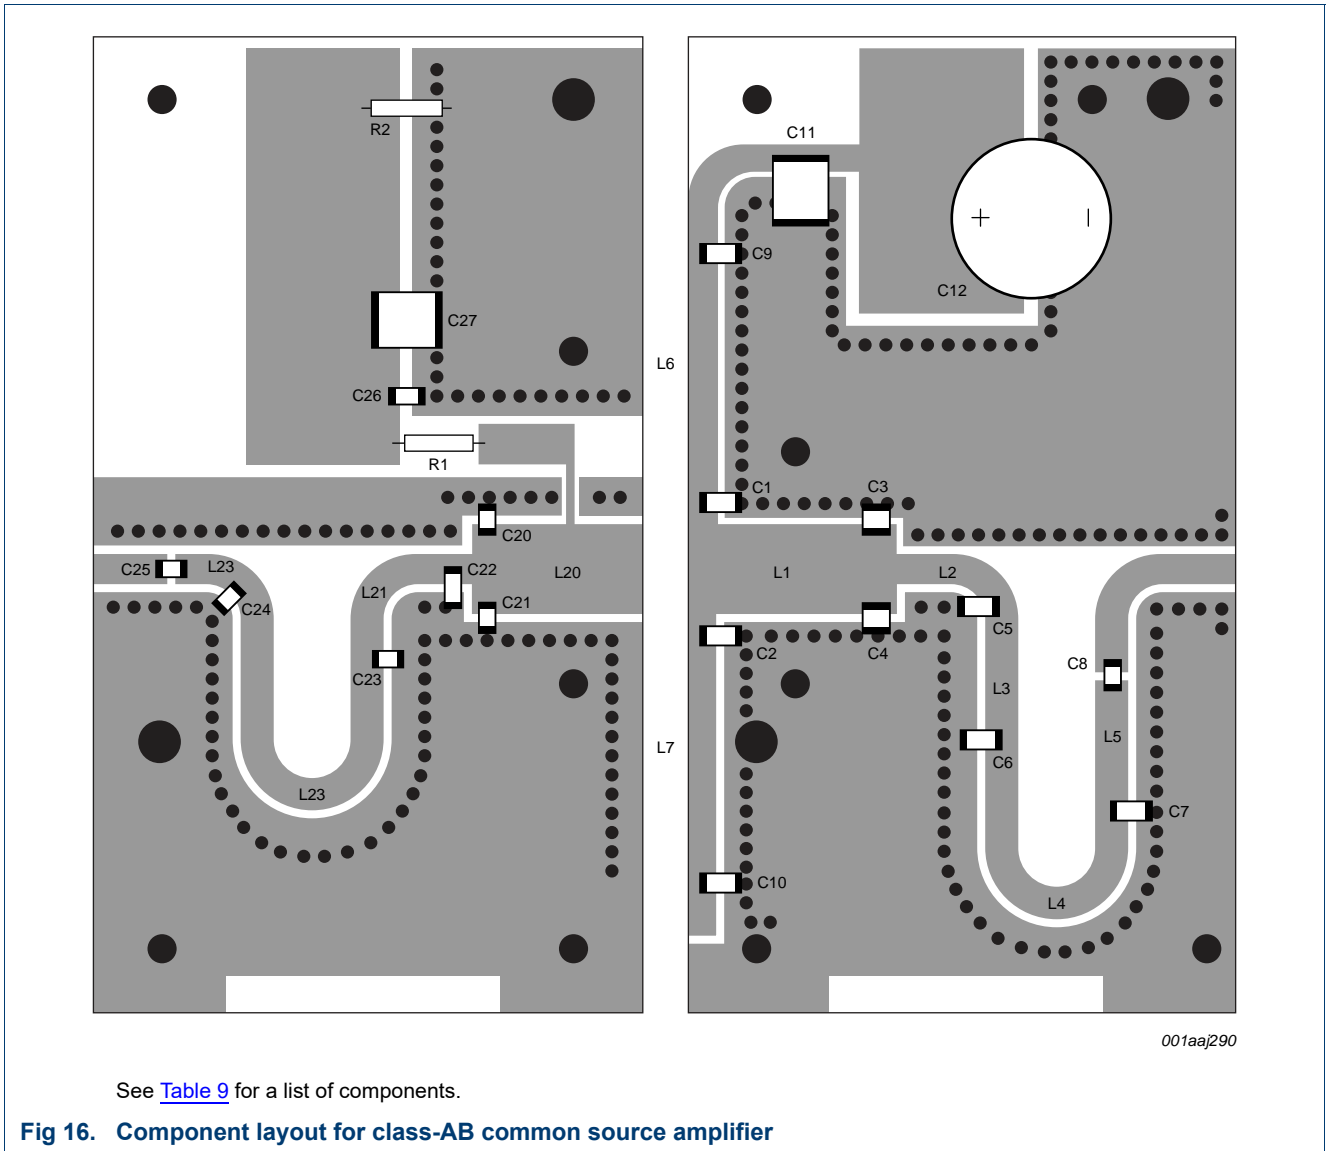 R2
C27
C26
R1
C20
C25
L23
C24
L21
C22
L20
C21
C23
L23
L6
L7
C11
C9
+
C12
C1
C3
L1
L2
C5
C2
C4
C8
L3
L5
C6
C7
C10
L4
001aaj290
See Table 9 for a list of components.
Fig 16. Component layout for class-AB common source amplifier